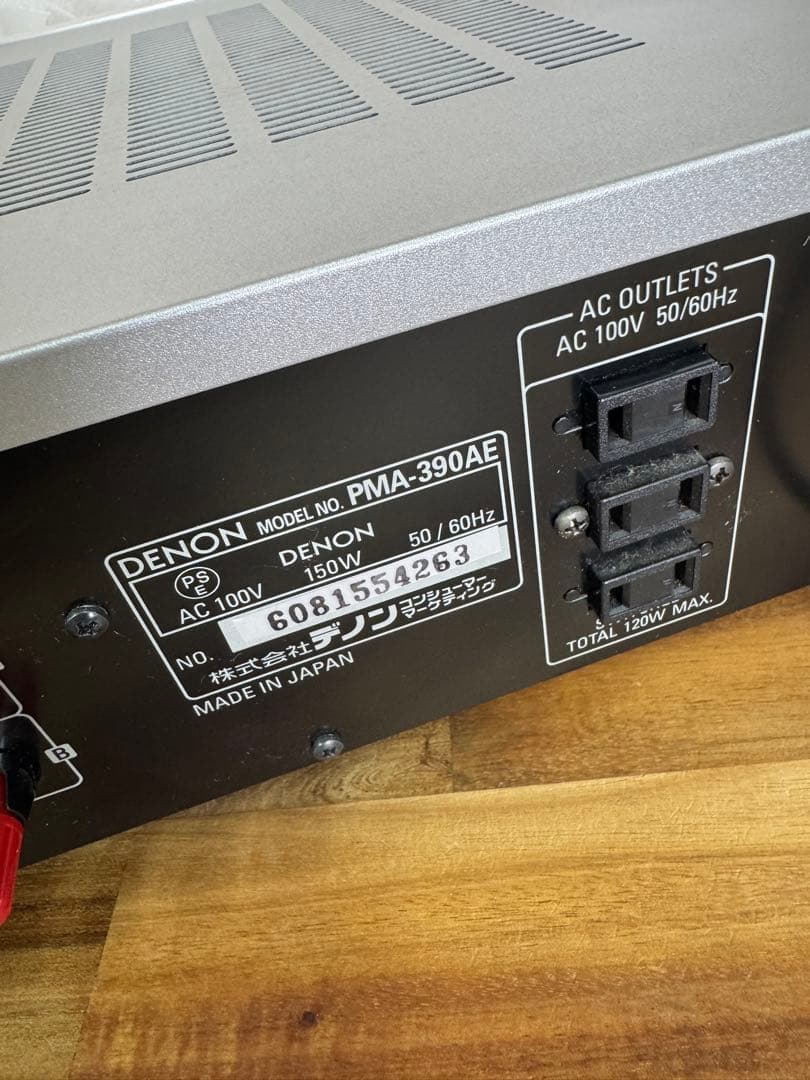 AC OUTLETS
AC 100V 50/60Hz
TOTAL 120W MAX.
DENON MODEL NO. PMA-390AE
PS
E
DENON
AC 100V 150W 50/60Hz
NO. 6081554263
株式会社デノン コンシューマー
マーケティング
MADE IN JAPAN
B